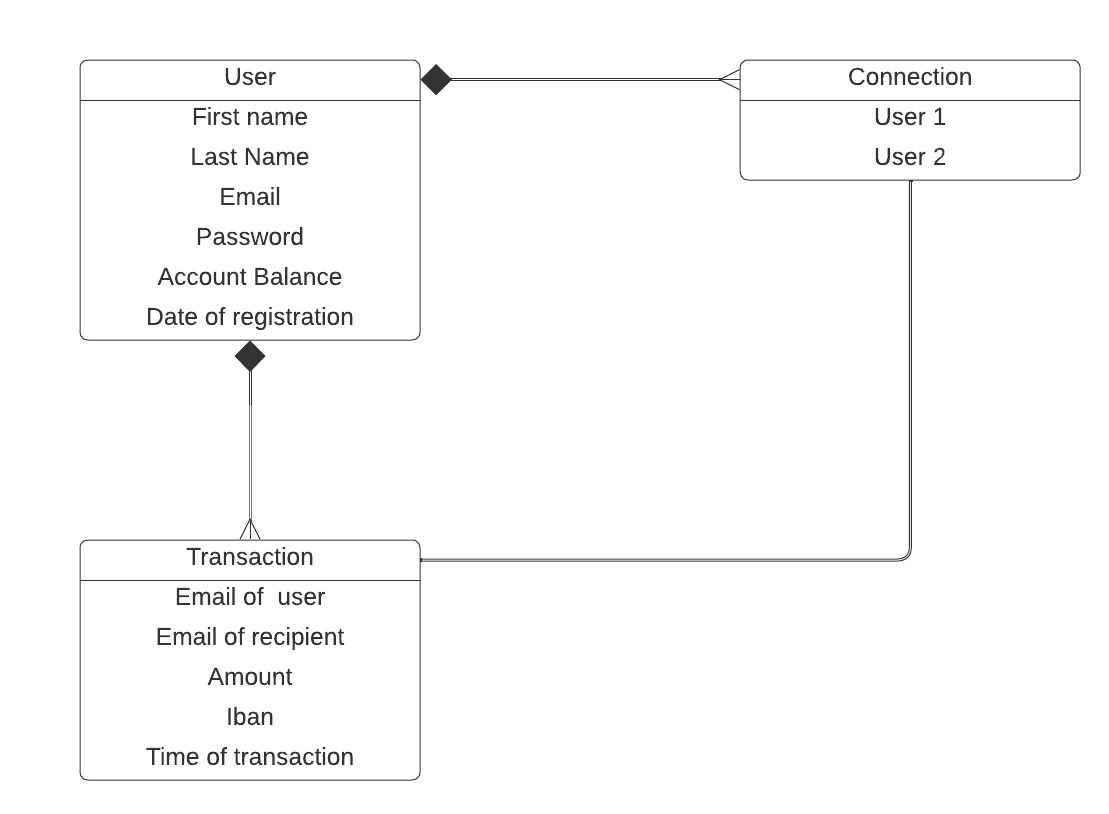 User
First name
Last Name
Email
Password
Account Balance
Date of registration
Connection
User 1
User 2
Transaction
Email of  user
Email of recipient
Amount
Iban
Time of transaction